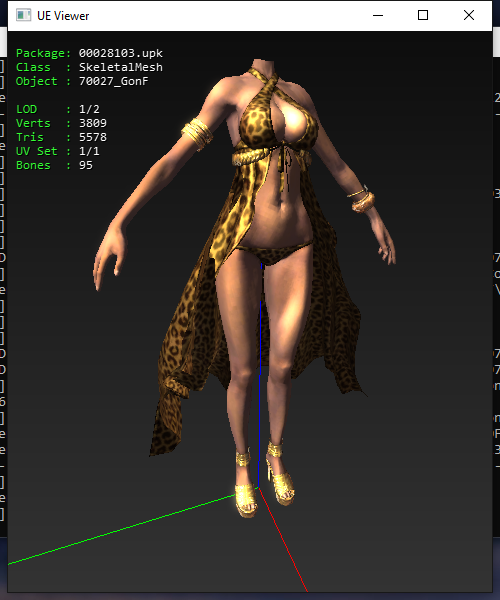 UE Viewer
Package: 00028103.upk
Class : SkeletalMesh
Object : 70027_GonF
LOD : 1/2
Verts : 3809
Tris : 5578
UV Set : 1/1
Bones : 95